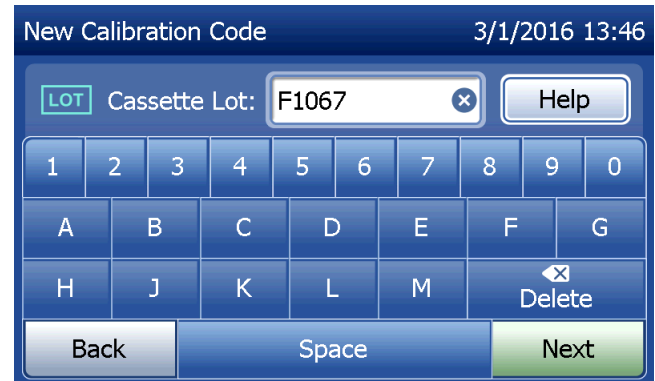 New Calibration Code 3/1/2016 13:46
LOT Cassette Lot: F1067 Help
1 2 3 4 5 6 7 8 9 0
A B C D E F G
H J K L M Delete
Back Space Next